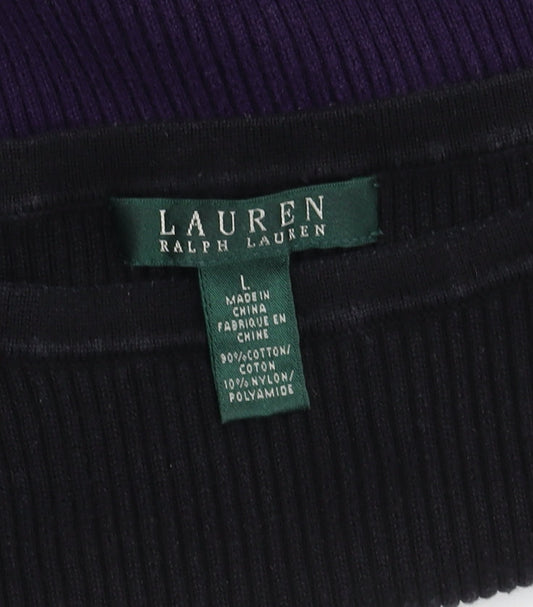 LAUREN
RALPH LAUREN
L
MADE IN
CHINA
FABRIQUE EN
CHINE
90%COTTON/
COTON
10%NYLON/
POLYAMIDE